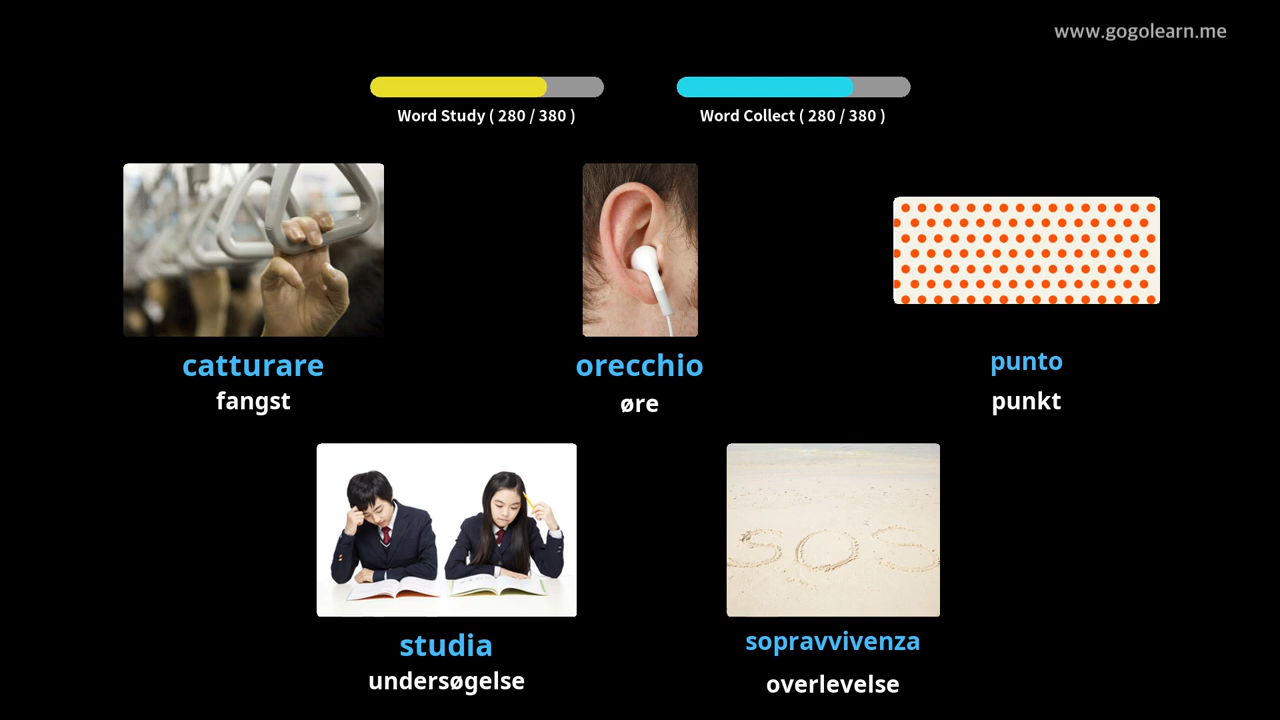 www.gogolearn.me
Word Study ( 280 / 380 )
Word Collect ( 280 / 380 )
catturare
fangst
orecchio
øre
punto
punkt
SOS
studia
undersøgelse
sopravvivenza
overlevelse